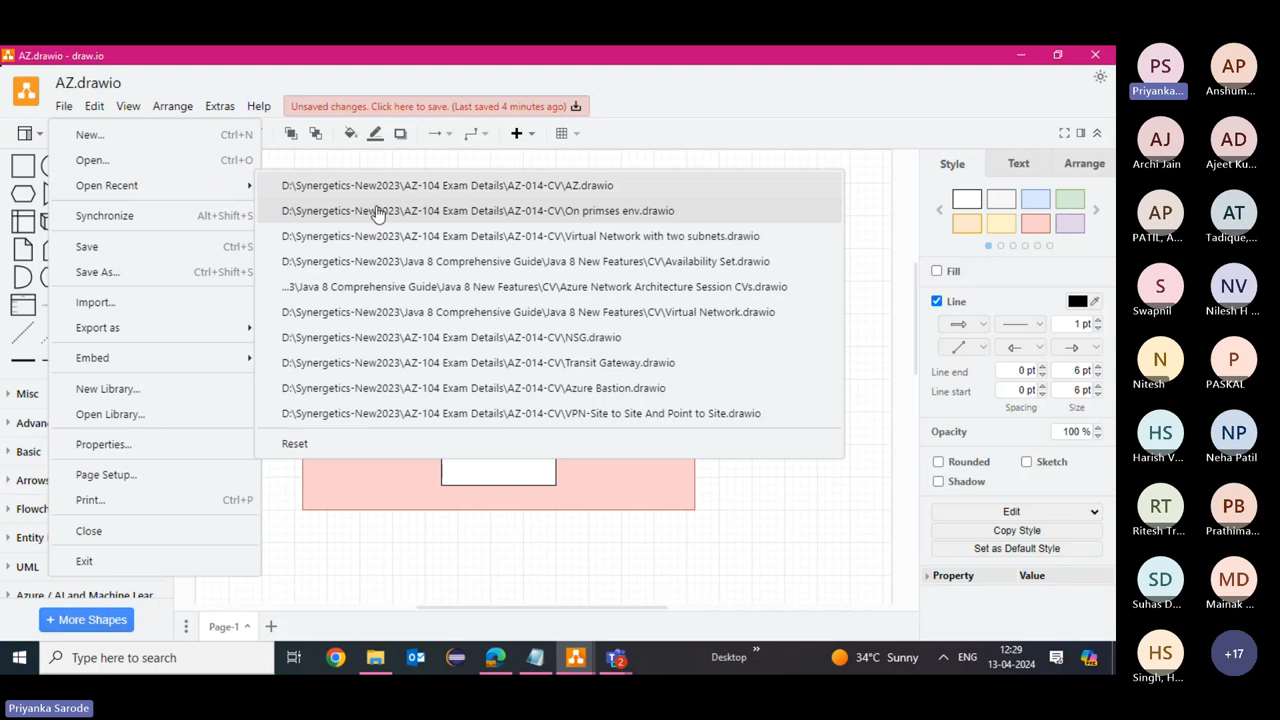 AZ.drawio - draw.io
AZ.drawio
File Edit View Arrange Extras Help
Unsaved changes. Click here to save. (Last saved 4 minutes ago)
New... Ctrl+N
Open... Ctrl+O
Open Recent
Synchronize Alt+Shift+S
Save Ctrl+S
Save As... Ctrl+Shift+S
Import...
Export as
Embed
New Library...
Open Library...
Properties...
Page Setup...
Print... Ctrl+P
Close
Exit
D:\Synergetics-New2023\AZ-104 Exam Details\AZ-014-CV\AZ.drawio
D:\Synergetics-New2023\AZ-104 Exam Details\AZ-014-CV\On primses env.drawio
D:\Synergetics-New2023\AZ-104 Exam Details\AZ-014-CV\Virtual Network with two subnets.drawio
D:\Synergetics-New2023\Java 8 Comprehensive Guide\Java 8 New Features\CV\Availability Set.drawio
...3\Java 8 Comprehensive Guide\Java 8 New Features\CV\Azure Network Architecture Session CVs.drawio
D:\Synergetics-New2023\Java 8 Comprehensive Guide\Java 8 New Features\CV\Virtual Network.drawio
D:\Synergetics-New2023\AZ-104 Exam Details\AZ-014-CV\NSG.drawio
D:\Synergetics-New2023\AZ-104 Exam Details\AZ-014-CV\Transit Gateway.drawio
D:\Synergetics-New2023\AZ-104 Exam Details\AZ-014-CV\Azure Bastion.drawio
D:\Synergetics-New2023\AZ-104 Exam Details\AZ-014-CV\VPN-Site to Site And Point to Site.drawio
Reset
Misc
Advan
Basic
Arrows
Flowch
Entity
UML
Azure / AI and Machine Lear
+ More Shapes
Page-1
Style Text Arrange
Fill
Line 1 pt
Line end 0 pt 6 pt
Line start 0 pt 6 pt
Spacing Size
Opacity 100 %
Rounded Sketch
Shadow
Edit
Copy Style
Set as Default Style
Property Value
Type here to search
2
Desktop
34°C Sunny
ENG
12:29
13-04-2024
PS
Priyanka...
AP
Anshum...
AJ
Archi Jain
AD
Ajeet Ku...
AP
PATIL, A...
AT
Tadique,...
S
Swapnil
NV
Nilesh H ...
N
Nitesh
P
PASKAL
HS
Harish V...
NP
Neha Patil
RT
Ritesh Tr...
PB
Prathima...
SD
Suhas D...
MD
Mainak ...
HS
Singh, H...
+17
Priyanka Sarode